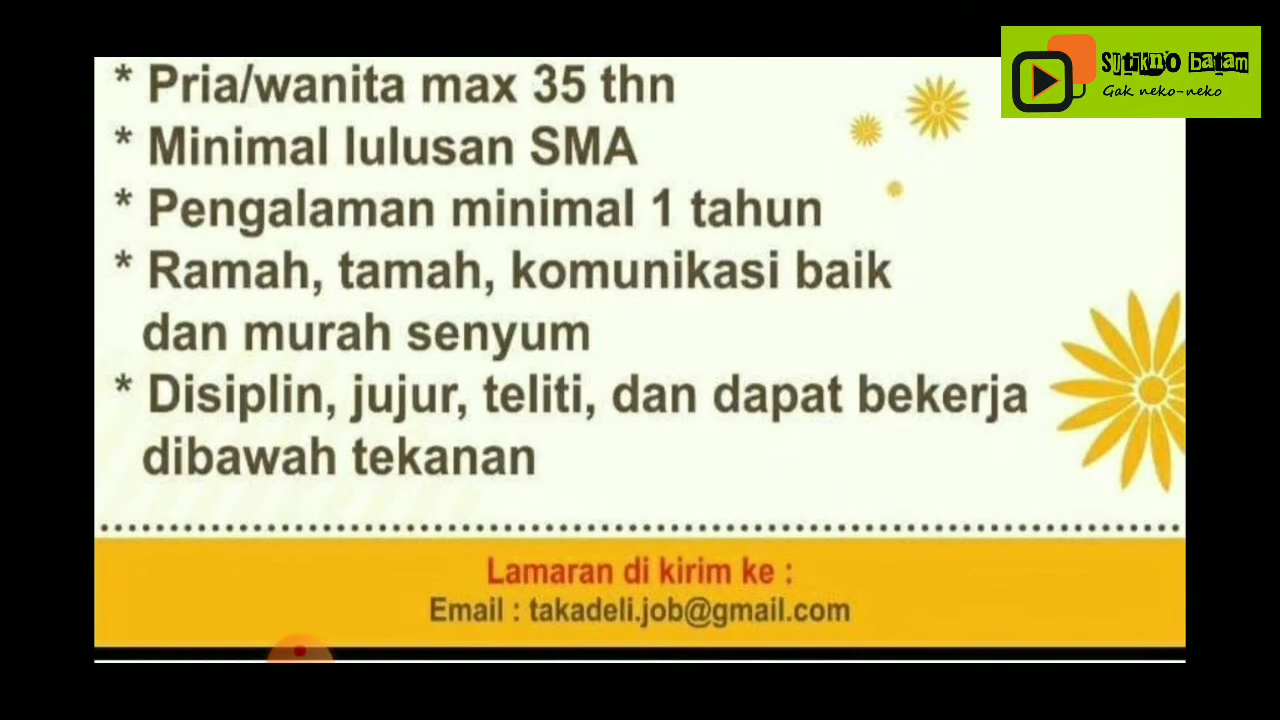 Sutikno batam
Gak neko-neko
* Pria/wanita max 35 thn
* Minimal lulusan SMA
* Pengalaman minimal 1 tahun
* Ramah, tamah, komunikasi baik
dan murah senyum
* Disiplin, jujur, teliti, dan dapat bekerja
dibawah tekanan
Lamaran di kirim ke :
Email : takadeli.job@gmail.com